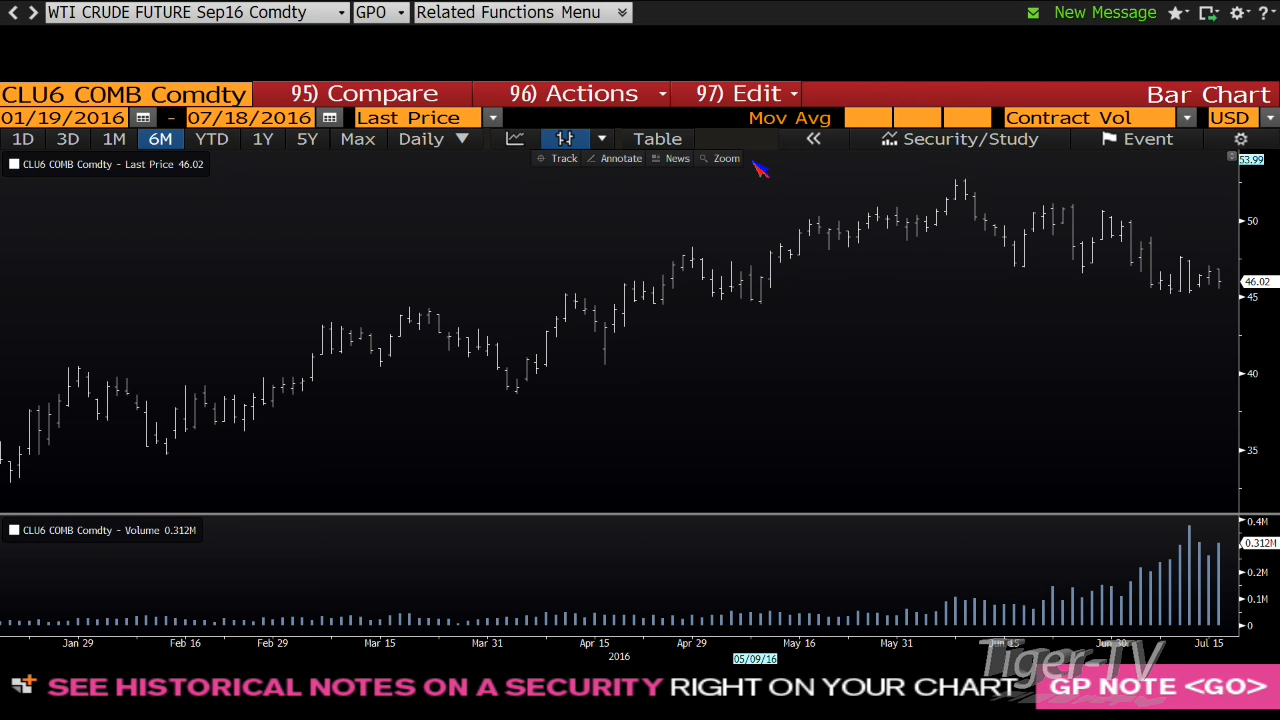 WTI CRUDE FUTURE Sep16 Comdty GPO Related Functions Menu New Message ?
CLU6 COMB Comdty 95) Compare 96) Actions 97) Edit Bar Chart
01/19/2016 - 07/18/2016 Last Price Mov Avg Contract Vol USD
1D 3D 1M 6M YTD 1Y 5Y Max Daily Table Security/Study Event
CLU6 COMB Comdty - Last Price 46.02 Track Annotate News Zoom
53.99
50
46.02
45
40
35
CLU6 COMB Comdty - Volume 0.312M
0.4M
0.312M
0.2M
0.1M
0
Jan 29 Feb 16 Feb 29 Mar 15 Mar 31 Apr 15 Apr 29 May 16 May 31 Jun 15 Jun 30 Jul 15
2016 05/09/16
Tiger-TV
SEE HISTORICAL NOTES ON A SECURITY RIGHT ON YOUR CHART GP NOTE <GO>